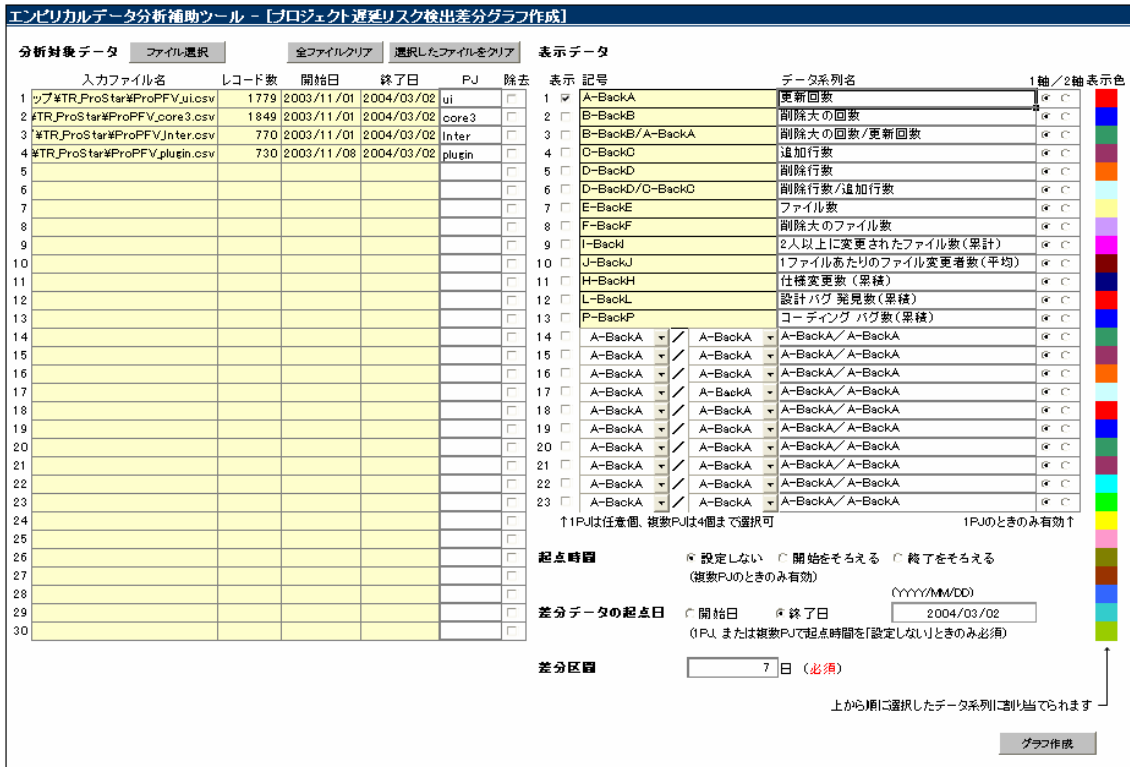 エンピリカルデータ分析補助ツール － [プロジェクト遅延リスク検出差分グラフ作成]
分析対象データ ファイル選択 全ファイルクリア 選択したファイルをクリア
入力ファイル名 レコード数 開始日 終了日 PJ 除去
1 ップ¥TR_ProStar¥ProPFV_ui.csv 1779 2003/11/01 2004/03/02 ui
2 ¥TR_ProStar¥ProPFV_core3.csv 1849 2003/11/01 2004/03/02 core3
3 ¥TR_ProStar¥ProPFV_Inter.csv 770 2003/11/01 2004/03/02 Inter
4 ¥TR_ProStar¥ProPFV_plugin.csv 730 2003/11/08 2004/03/02 plugin
5
6
7
8
9
10
11
12
13
14
15
16
17
18
19
20
21
22
23
24
25
26
27
28
29
30
表示データ
表示 記号 データ系列名 1軸／2軸 表示色
1 A-BackA 更新回数
2 B-BackB 削除大の回数
3 B-BackB/A-BackA 削除大の回数/更新回数
4 C-BackC 追加行数
5 D-BackD 削除行数
6 D-BackD/C-BackC 削除行数/追加行数
7 E-BackE ファイル数
8 F-BackF 削除大のファイル数
9 I-BackI 2人以上に変更されたファイル数(累計)
10 J-BackJ 1ファイルあたりのファイル変更者数(平均)
11 H-BackH 仕様変更数 (累積)
12 L-BackL 設計バグ 発見数(累積)
13 P-BackP コーディング バグ数(累積)
14 A-BackA ／ A-BackA A-BackA／A-BackA
15 A-BackA ／ A-BackA A-BackA／A-BackA
16 A-BackA ／ A-BackA A-BackA／A-BackA
17 A-BackA ／ A-BackA A-BackA／A-BackA
18 A-BackA ／ A-BackA A-BackA／A-BackA
19 A-BackA ／ A-BackA A-BackA／A-BackA
20 A-BackA ／ A-BackA A-BackA／A-BackA
21 A-BackA ／ A-BackA A-BackA／A-BackA
22 A-BackA ／ A-BackA A-BackA／A-BackA
23 A-BackA ／ A-BackA A-BackA／A-BackA
↑1PJは任意個、複数PJは4個まで選択可 1PJのときのみ有効↑
起点時間 設定しない 開始をそろえる 終了をそろえる
(複数PJのときのみ有効)
(YYYY/MM/DD)
差分データの起点日 開始日 終了日 2004/03/02
(1PJ、または複数PJで起点時間を「設定しない」ときのみ必須)
差分区間 7 日 (必須)
上から順に選択したデータ系列に割り当てられます
グラフ作成